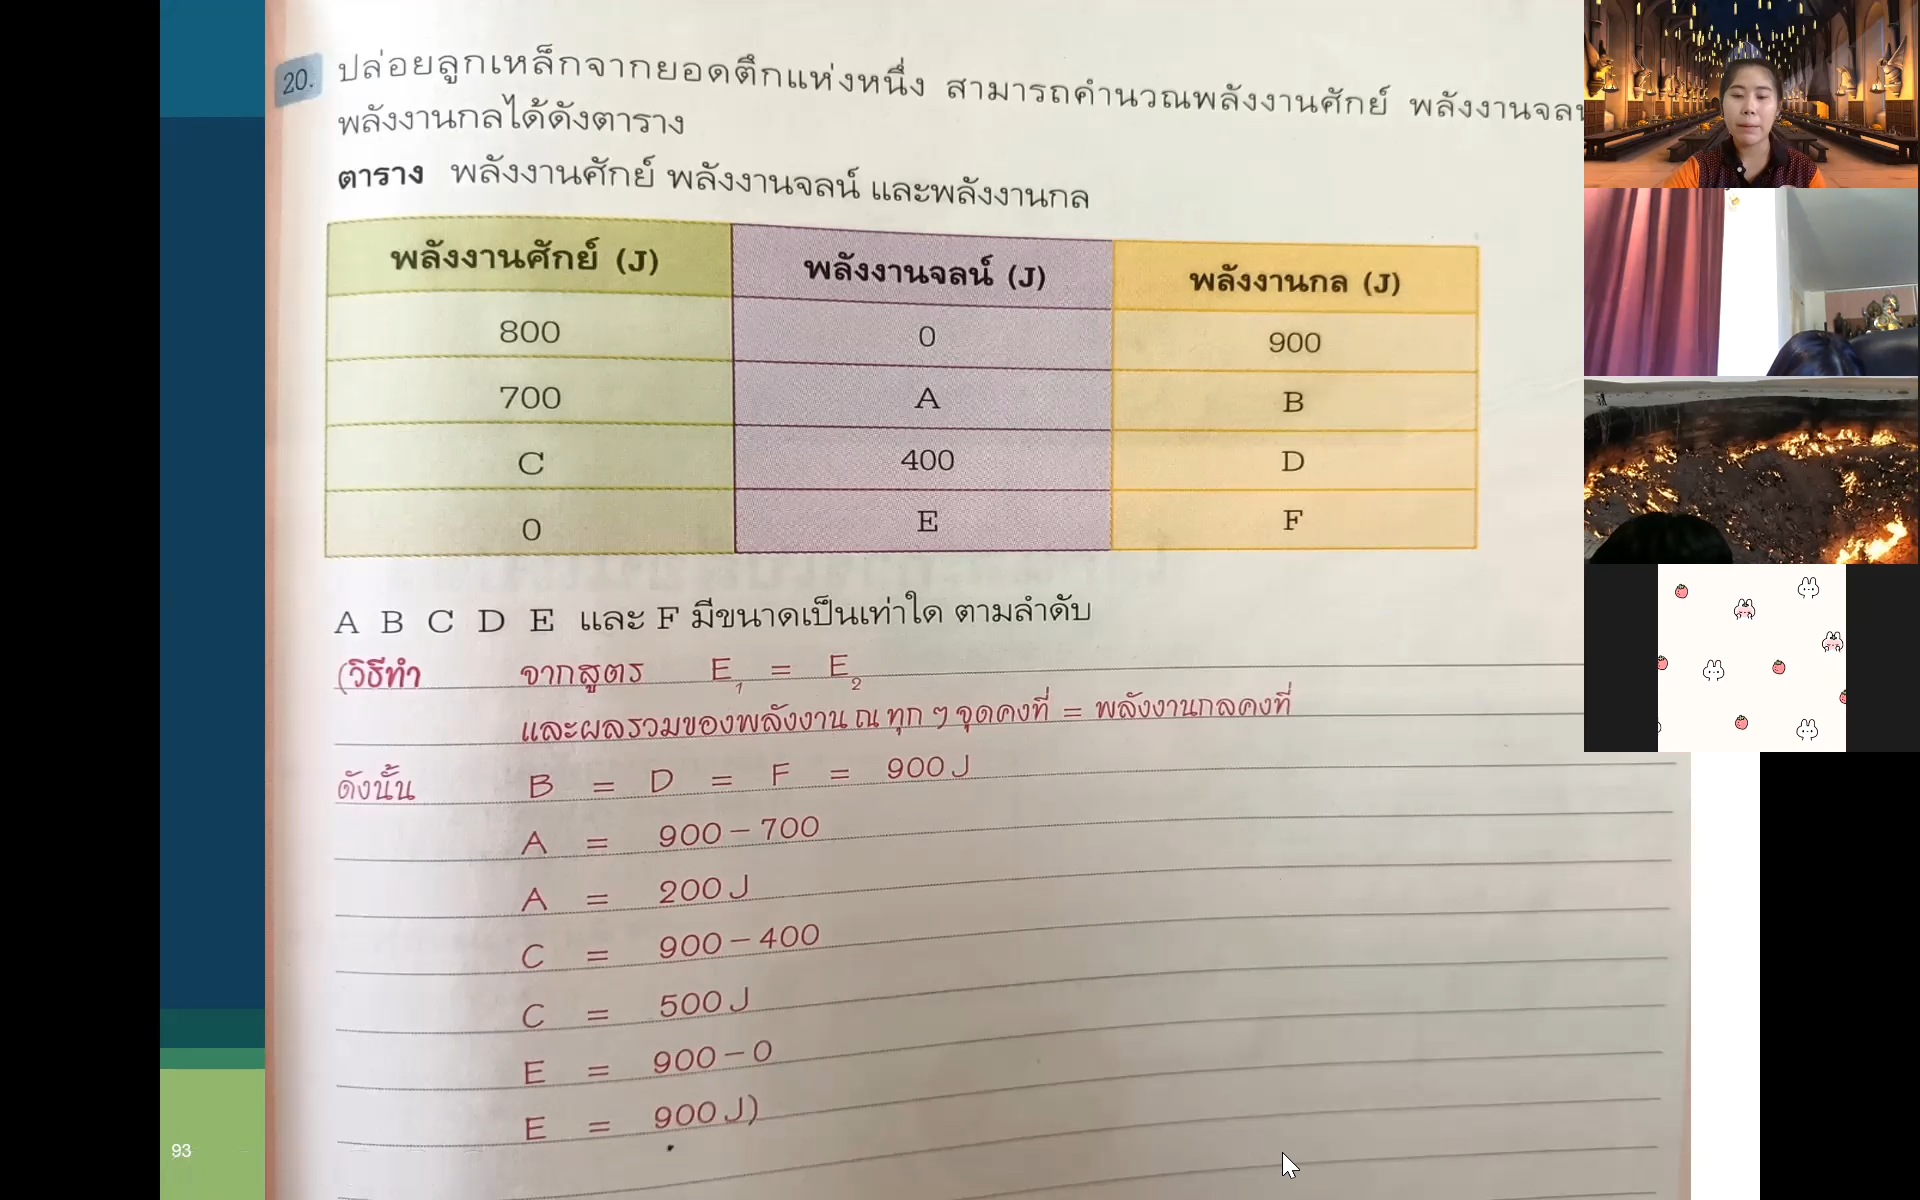 20. ปล่อยลูกเหล็กจากยอดตึกแห่งหนึ่ง สามารถคำนวณพลังงานศักย์
พลังงานกลได้ดังตาราง
ตาราง พลังงานศักย์ พลังงานจลน์ และพลังงานกล
พลังงานศักย์ (J) พลังงานจลน์ (J) พลังงานกล (J)
800 0 900
700 A B
C 400 D
0 E F
A B C D E และ F มีขนาดเป็นเท่าใด ตามลำดับ
(วิธีทำ จากสูตร E₁ = E₂
และผลรวมของพลังงาน ณ ทุก ๆ จุดคงที่ = พลังงานกลคงที่
ดังนั้น B = D = F = 900 J
A = 900 – 700
A = 200 J
C = 900 – 400
C = 500 J
E = 900 – 0
E = 900 J)
93